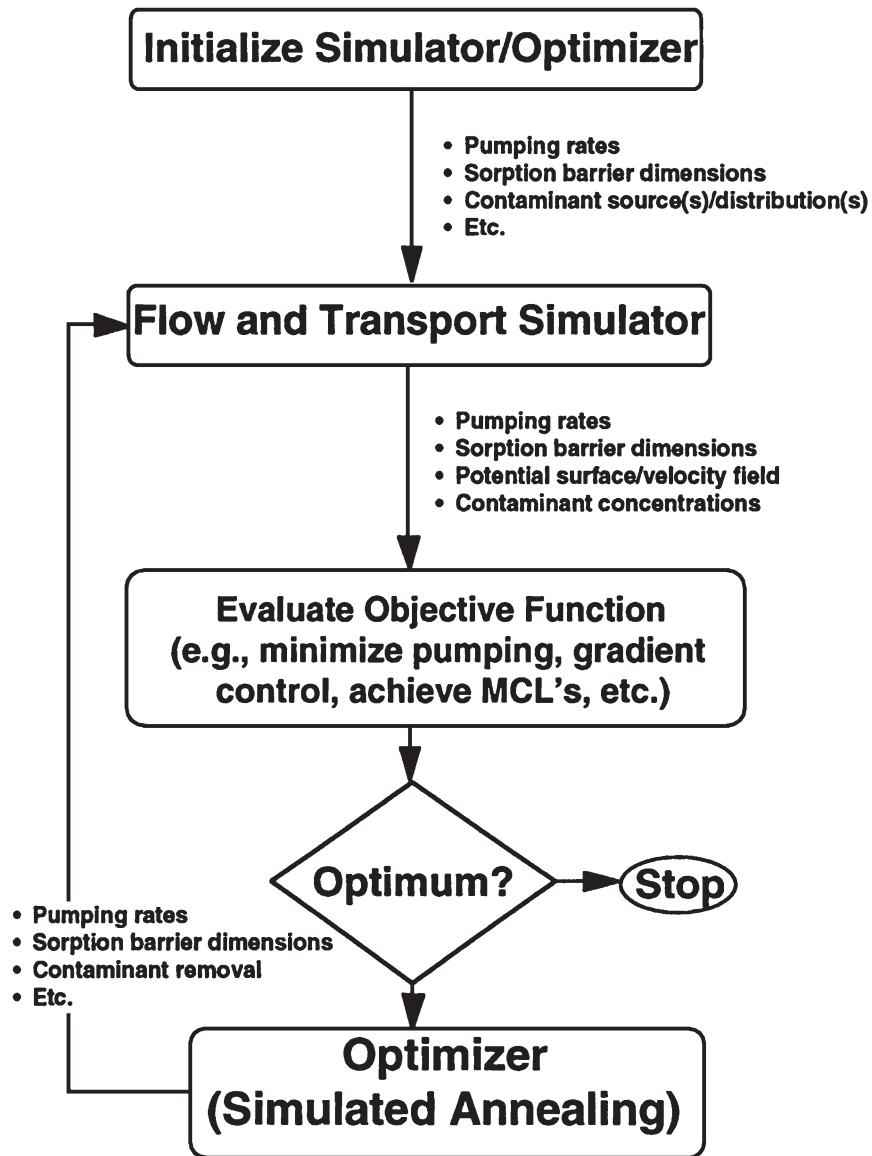 Initialize Simulator/Optimizer
• Pumping rates
• Sorption barrier dimensions
• Contaminant source(s)/distribution(s)
• Etc.
Flow and Transport Simulator
• Pumping rates
• Sorption barrier dimensions
• Potential surface/velocity field
• Contaminant concentrations
Evaluate Objective Function
(e.g., minimize pumping, gradient
control, achieve MCL's, etc.)
Optimum?
Stop
• Pumping rates
• Sorption barrier dimensions
• Contaminant removal
• Etc.
Optimizer
(Simulated Annealing)